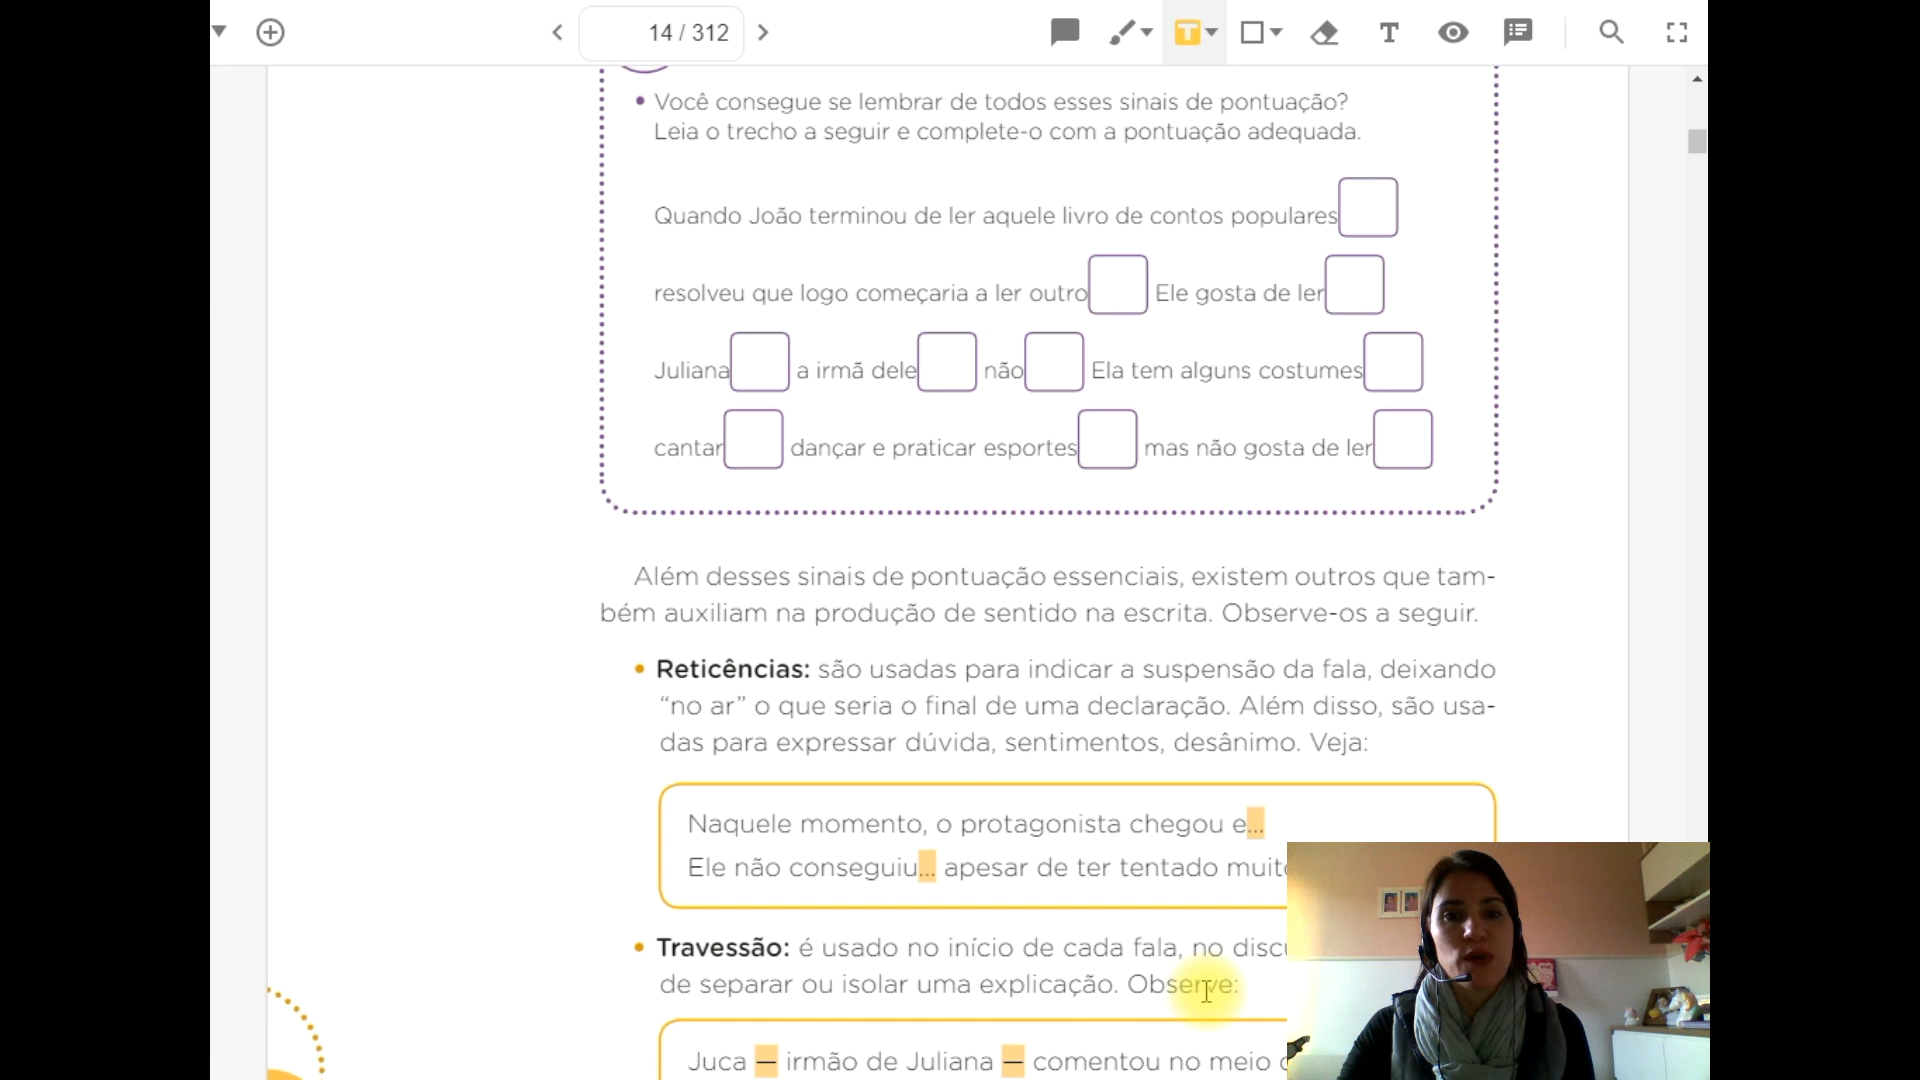 14 / 312
• Você consegue se lembrar de todos esses sinais de pontuação?
Leia o trecho a seguir e complete-o com a pontuação adequada.
Quando João terminou de ler aquele livro de contos populares
resolveu que logo começaria a ler outro Ele gosta de ler
Juliana a irmã dele não Ela tem alguns costumes
cantar dançar e praticar esportes mas não gosta de ler
Além desses sinais de pontuação essenciais, existem outros que tam-
bém auxiliam na produção de sentido na escrita. Observe-os a seguir.
• Reticências: são usadas para indicar a suspensão da fala, deixando
“no ar” o que seria o final de uma declaração. Além disso, são usa-
das para expressar dúvida, sentimentos, desânimo. Veja:
Naquele momento, o protagonista chegou e...
Ele não conseguiu... apesar de ter tentado
• Travessão: é usado no início de cada fala, no
de separar ou isolar uma explicação. Observe:
Juca — irmão de Juliana — comentou no meio